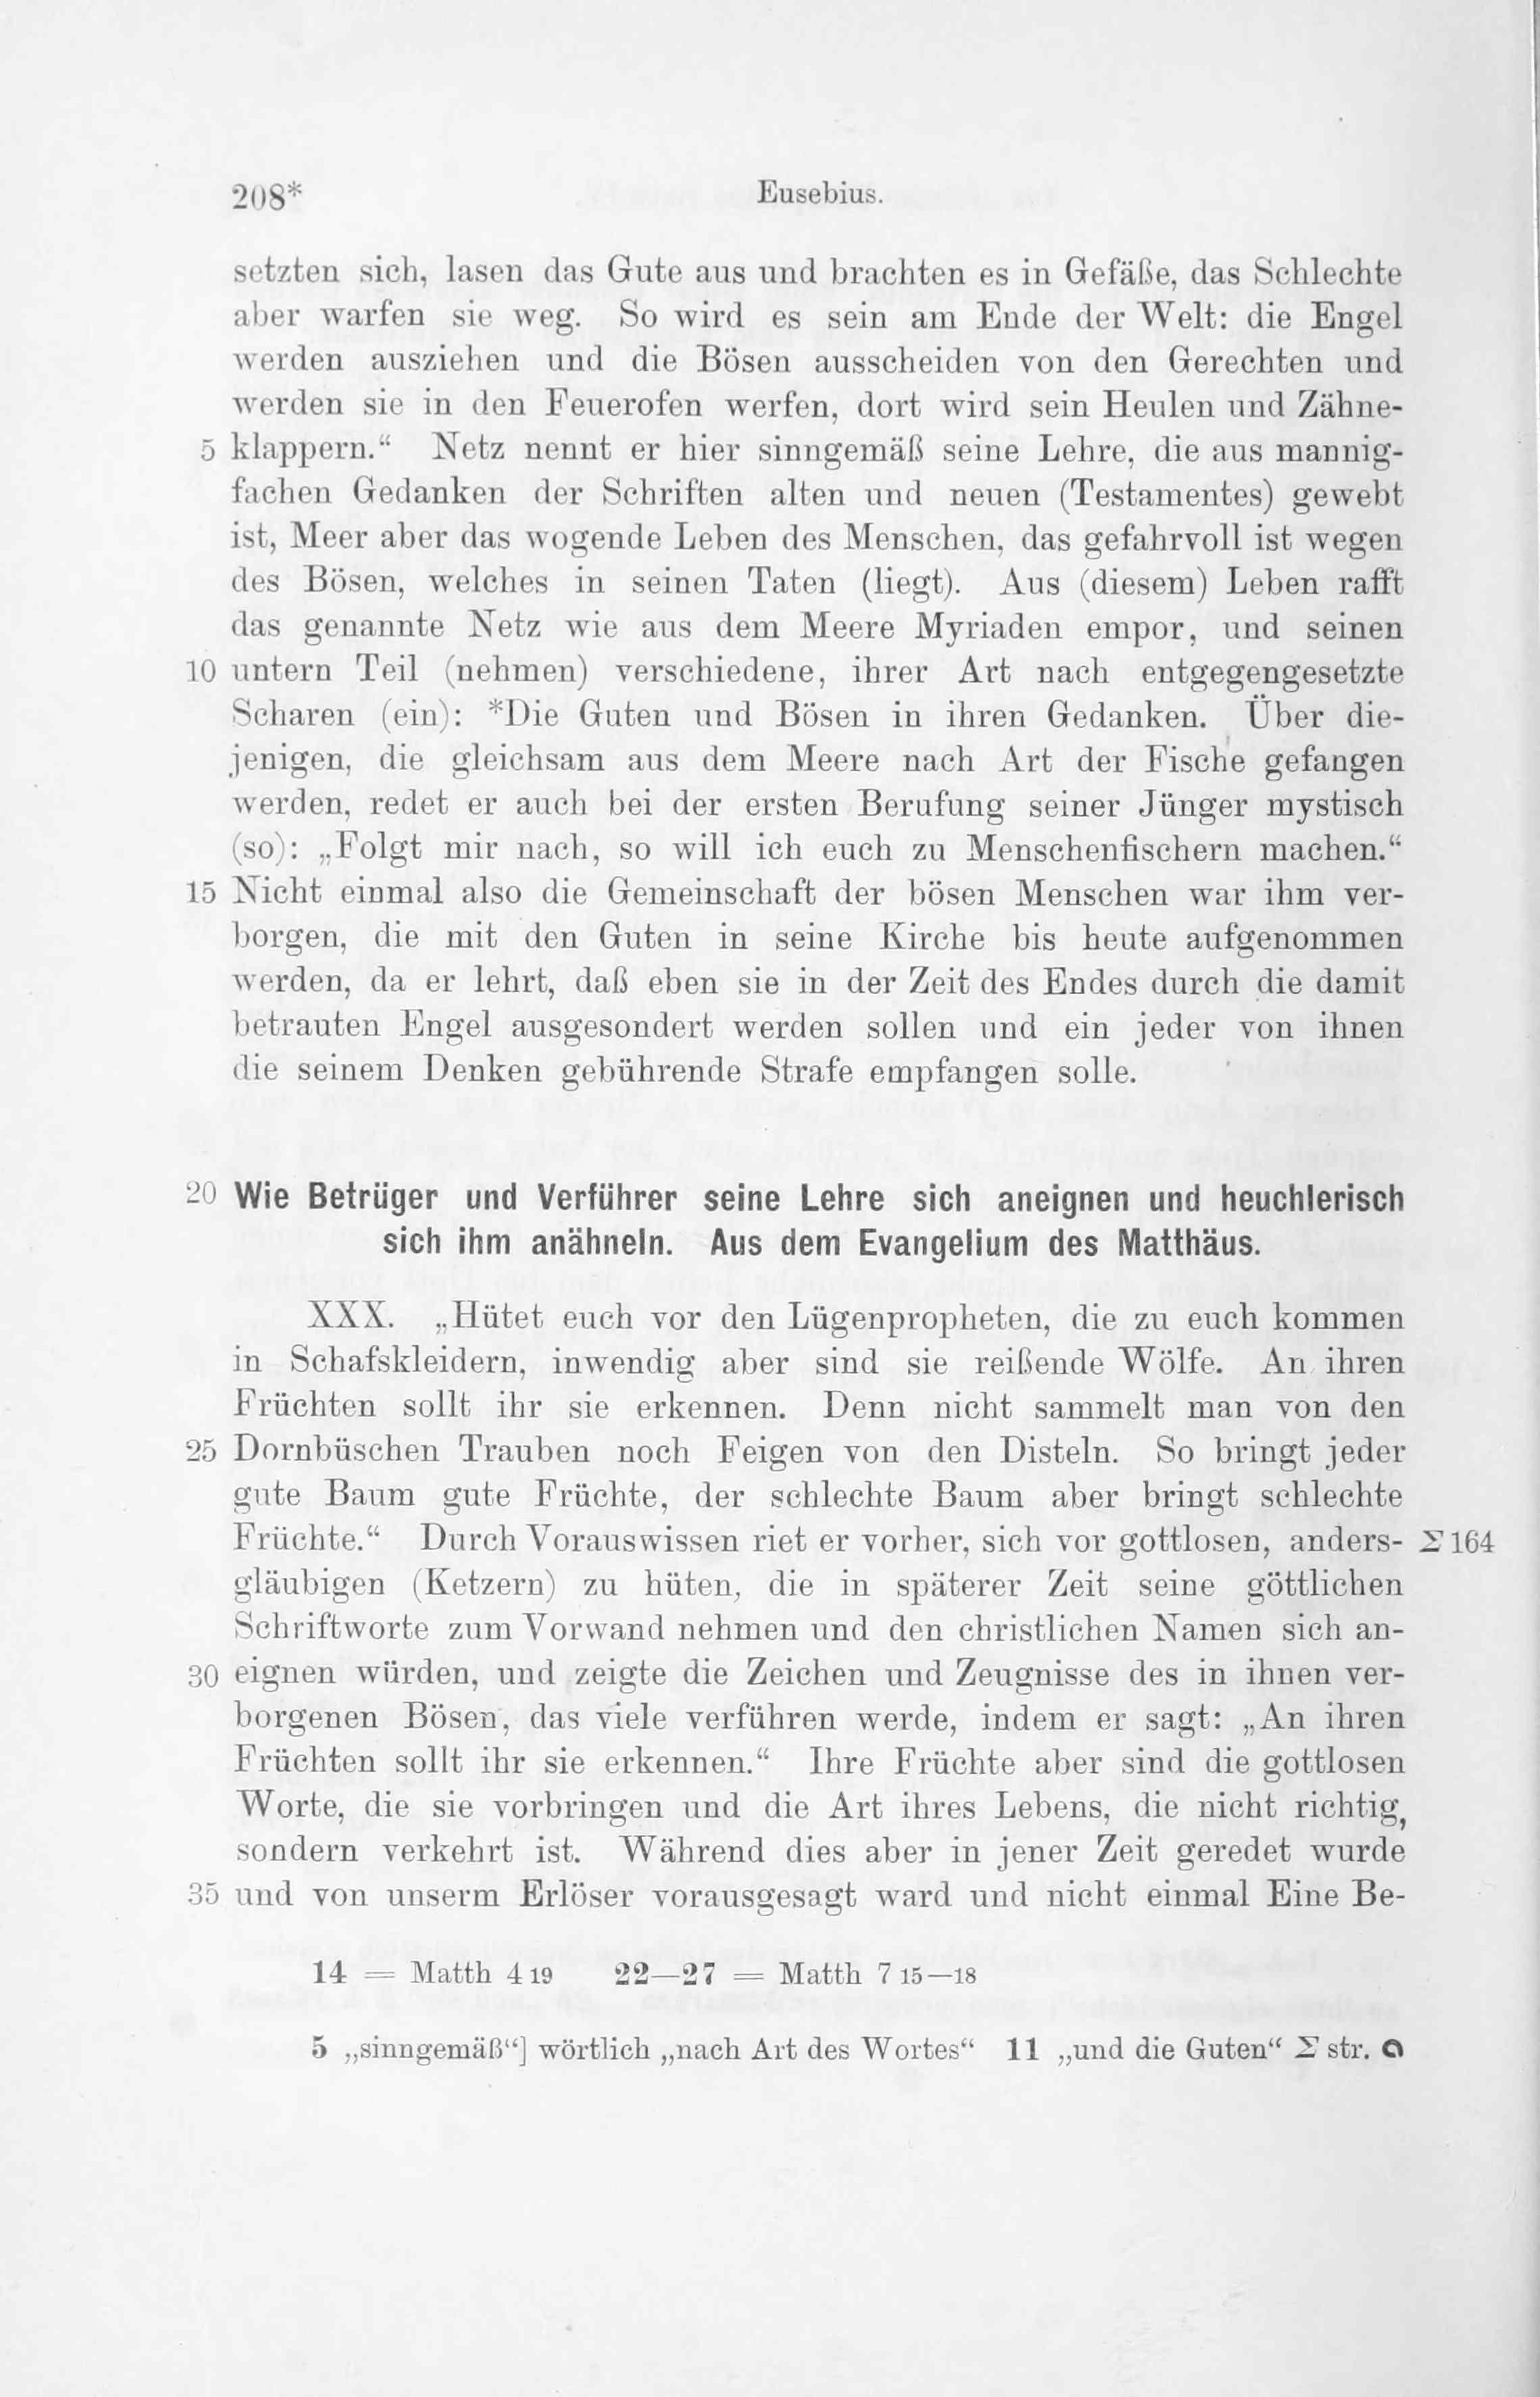 208* Eusebius.
setzten sich, lasen das Gute aus und brachten es in Gefäße, das Schlechte
aber warfen sie weg. So wird es sein am Ende der Welt: die Engel
werden ausziehen und die Bösen ausscheiden von den Gerechten und
werden sie in den Feuerofen werfen, dort wird sein Heulen und Zähne-
5 klappern.“ Netz nennt er hier sinngemäß seine Lehre, die aus mannig-
fachen Gedanken der Schriften alten und neuen (Testamentes) gewebt
ist, Meer aber das wogende Leben des Menschen, das gefahrvoll ist wegen
des Bösen, welches in seinen Taten (liegt). Aus (diesem) Leben rafft
das genannte Netz wie aus dem Meere Myriaden empor, und seinen
10 untern Teil (nehmen) verschiedene, ihrer Art nach entgegengesetzte
Scharen (ein): *Die Guten und Bösen in ihren Gedanken. Über die-
jenigen, die gleichsam aus dem Meere nach Art der Fische gefangen
werden, redet er auch bei der ersten Berufung seiner Jünger mystisch
(so): „Folgt mir nach, so will ich euch zu Menschenfischern machen.“
15 Nicht einmal also die Gemeinschaft der bösen Menschen war ihm ver-
borgen, die mit den Guten in seine Kirche bis heute aufgenommen
werden, da er lehrt, daß eben sie in der Zeit des Endes durch die damit
betrauten Engel ausgesondert werden sollen und ein jeder von ihnen
die seinem Denken gebührende Strafe empfangen solle.
20 Wie Betrüger und Verführer seine Lehre sich aneignen und heuchlerisch
sich ihm anähneln. Aus dem Evangelium des Matthäus.
XXX. „Hütet euch vor den Lügenpropheten, die zu euch kommen
in Schafskleidern, inwendig aber sind sie reißende Wölfe. An ihren
Früchten sollt ihr sie erkennen. Denn nicht sammelt man von den
25 Dornbüschen Trauben noch Feigen von den Disteln. So bringt jeder
gute Baum gute Früchte, der schlechte Baum aber bringt schlechte
Früchte.“ Durch Vorauswissen riet er vorher, sich vor gottlosen, anders- Σ 164
gläubigen (Ketzern) zu hüten, die in späterer Zeit seine göttlichen
Schriftworte zum Vorwand nehmen und den christlichen Namen sich an-
30 eignen würden, und zeigte die Zeichen und Zeugnisse des in ihnen ver-
borgenen Bösen, das viele verführen werde, indem er sagt: „An ihren
Früchten sollt ihr sie erkennen.“ Ihre Früchte aber sind die gottlosen
Worte, die sie vorbringen und die Art ihres Lebens, die nicht richtig,
sondern verkehrt ist. Während dies aber in jener Zeit geredet wurde
35 und von unserm Erlöser vorausgesagt ward und nicht einmal Eine Be-
14 = Matth 4 19 22—27 = Matth 7 15—18
5 „sinngemäß“] wörtlich „nach Art des Wortes“ 11 „und die Guten“ Σ str. ܘ